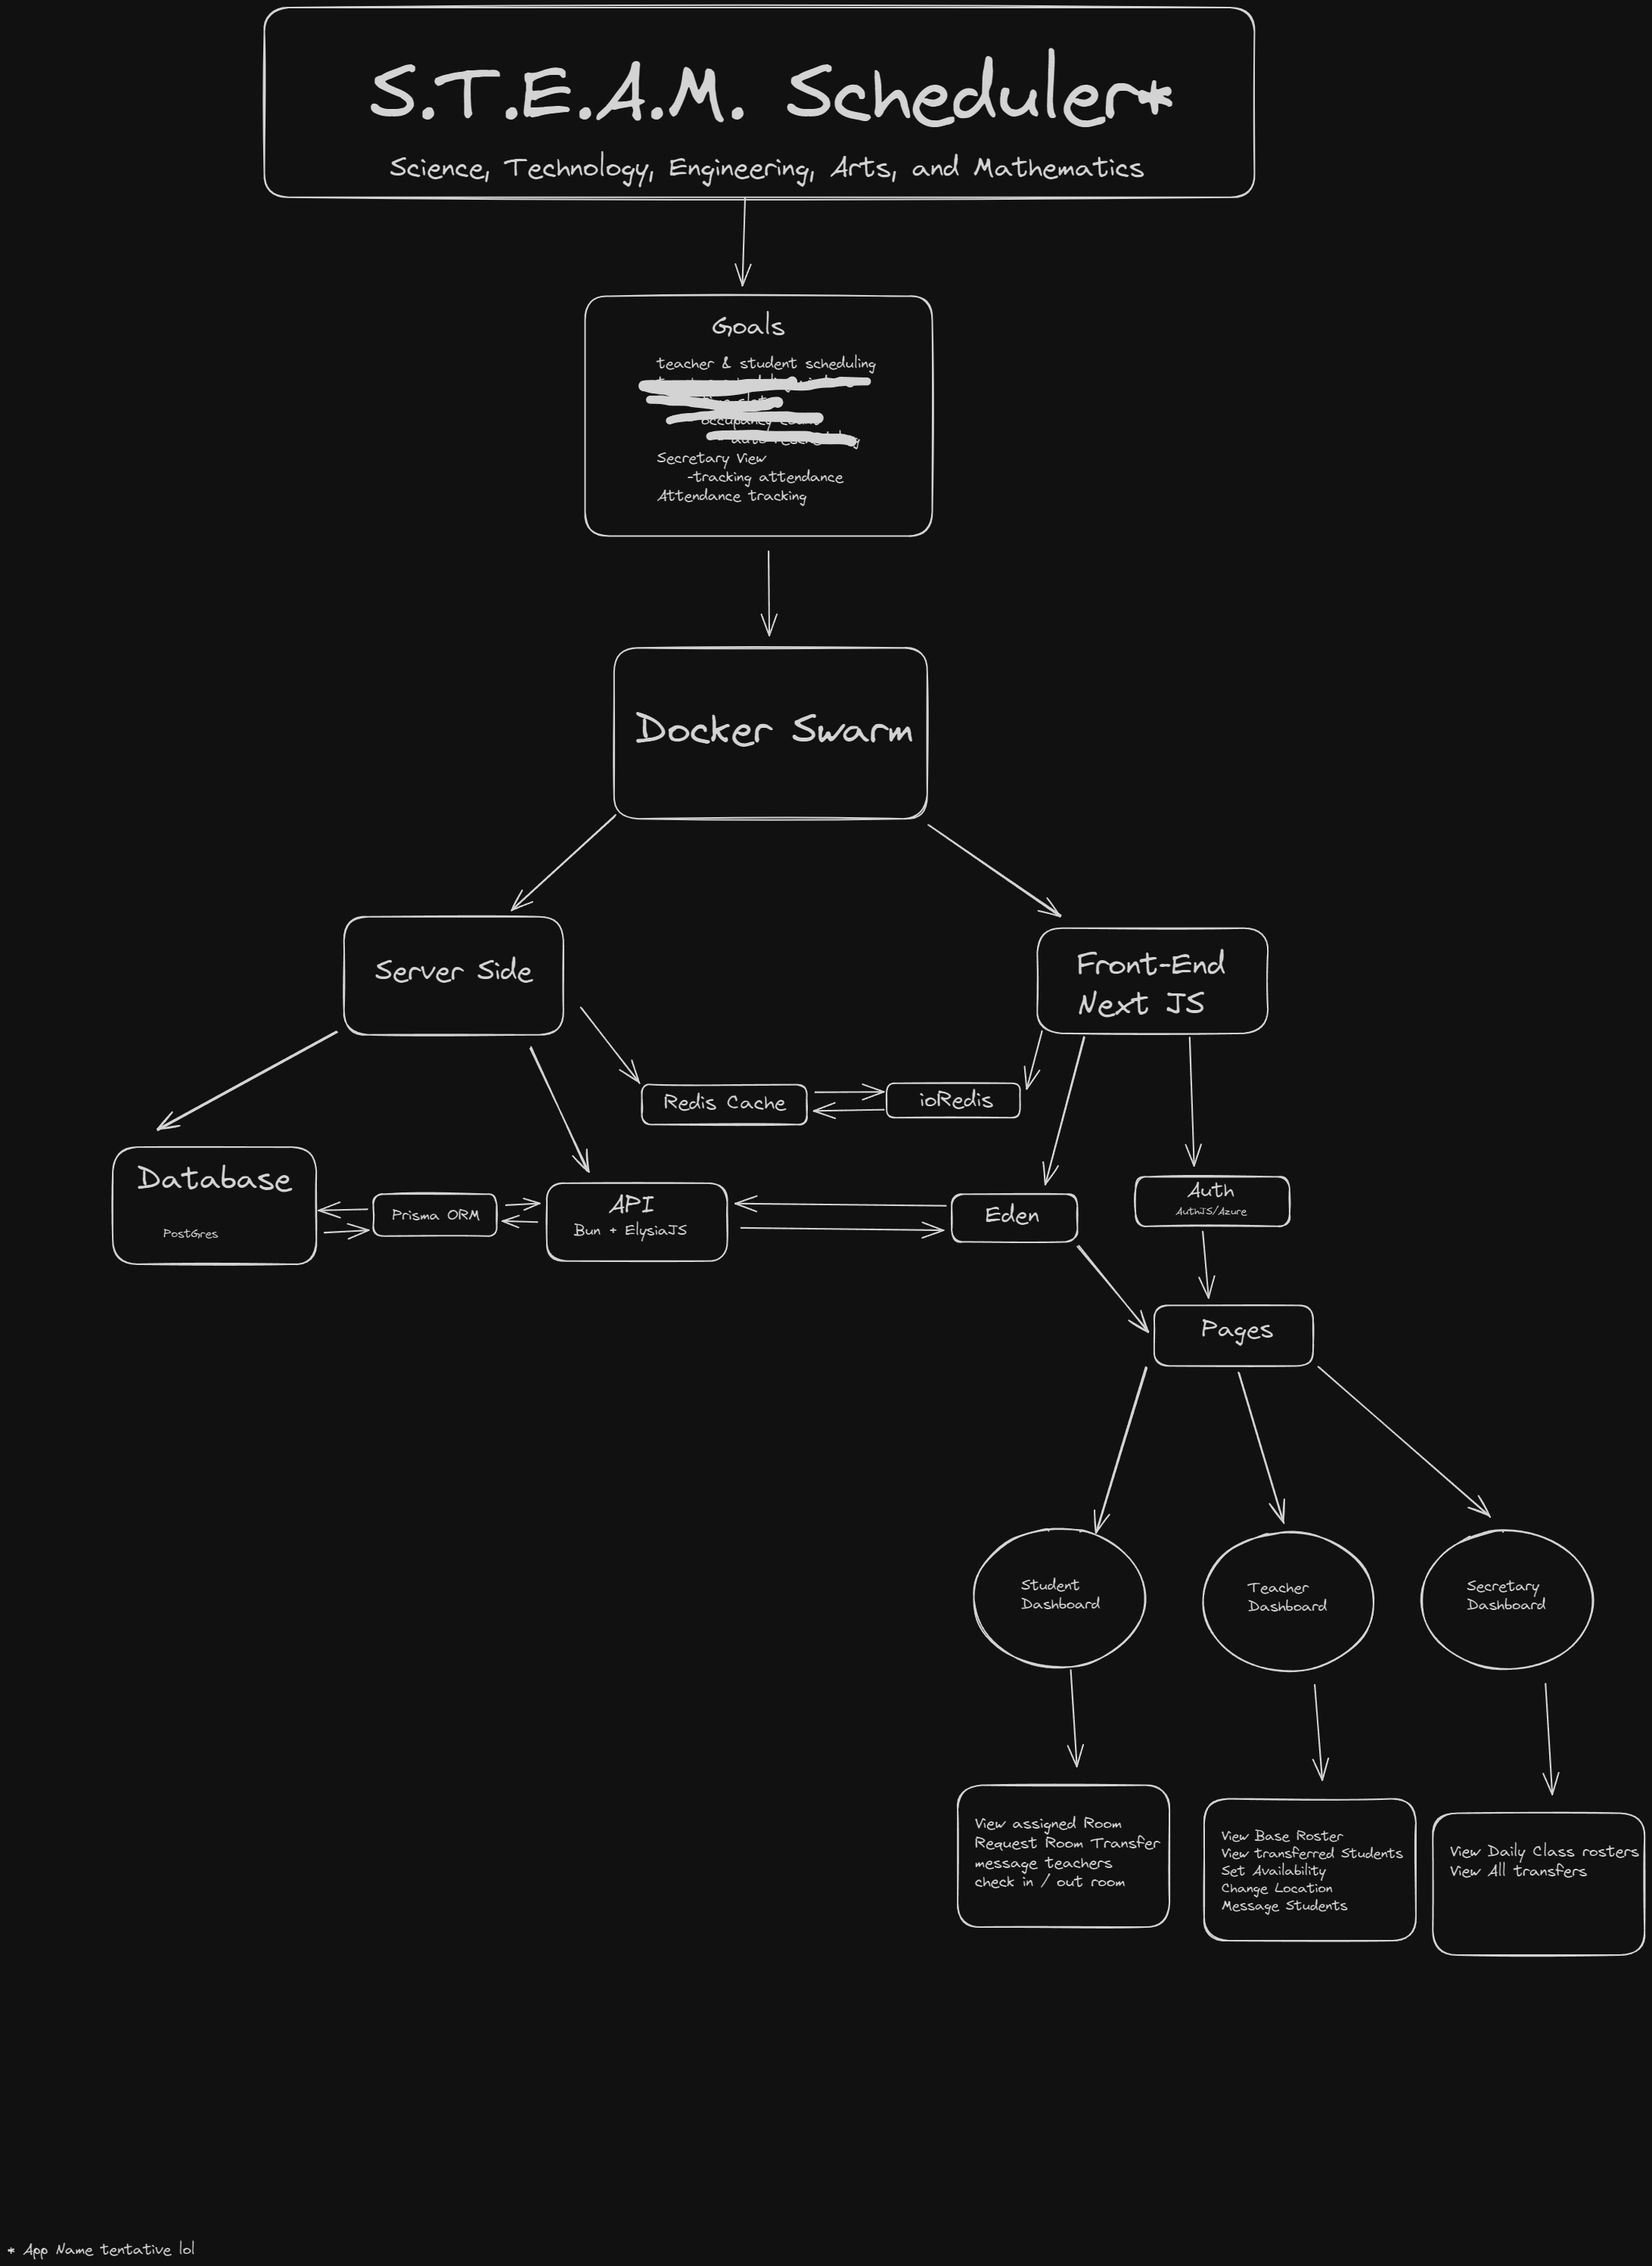 S.T.E.A.M. Scheduler*
Science, Technology, Engineering, Arts, and Mathematics
Goals
teacher & student scheduling
occupancy count
Secretary View
-tracking attendance
Attendance tracking
Docker Swarm
Server Side
Front-End
Next JS
Redis Cache
ioRedis
Database
PostGres
Prisma ORM
API
Bun + ElysiaJS
Eden
Auth
AuthJS/Azure
Pages
Student
Dashboard
Teacher
Dashboard
Secretary
Dashboard
View assigned Room
Request Room Transfer
message teachers
check in / out room
View Base Roster
View transferred Students
Set Availability
Change Location
Message Students
View Daily Class rosters
View All transfers
* App Name tentative lol